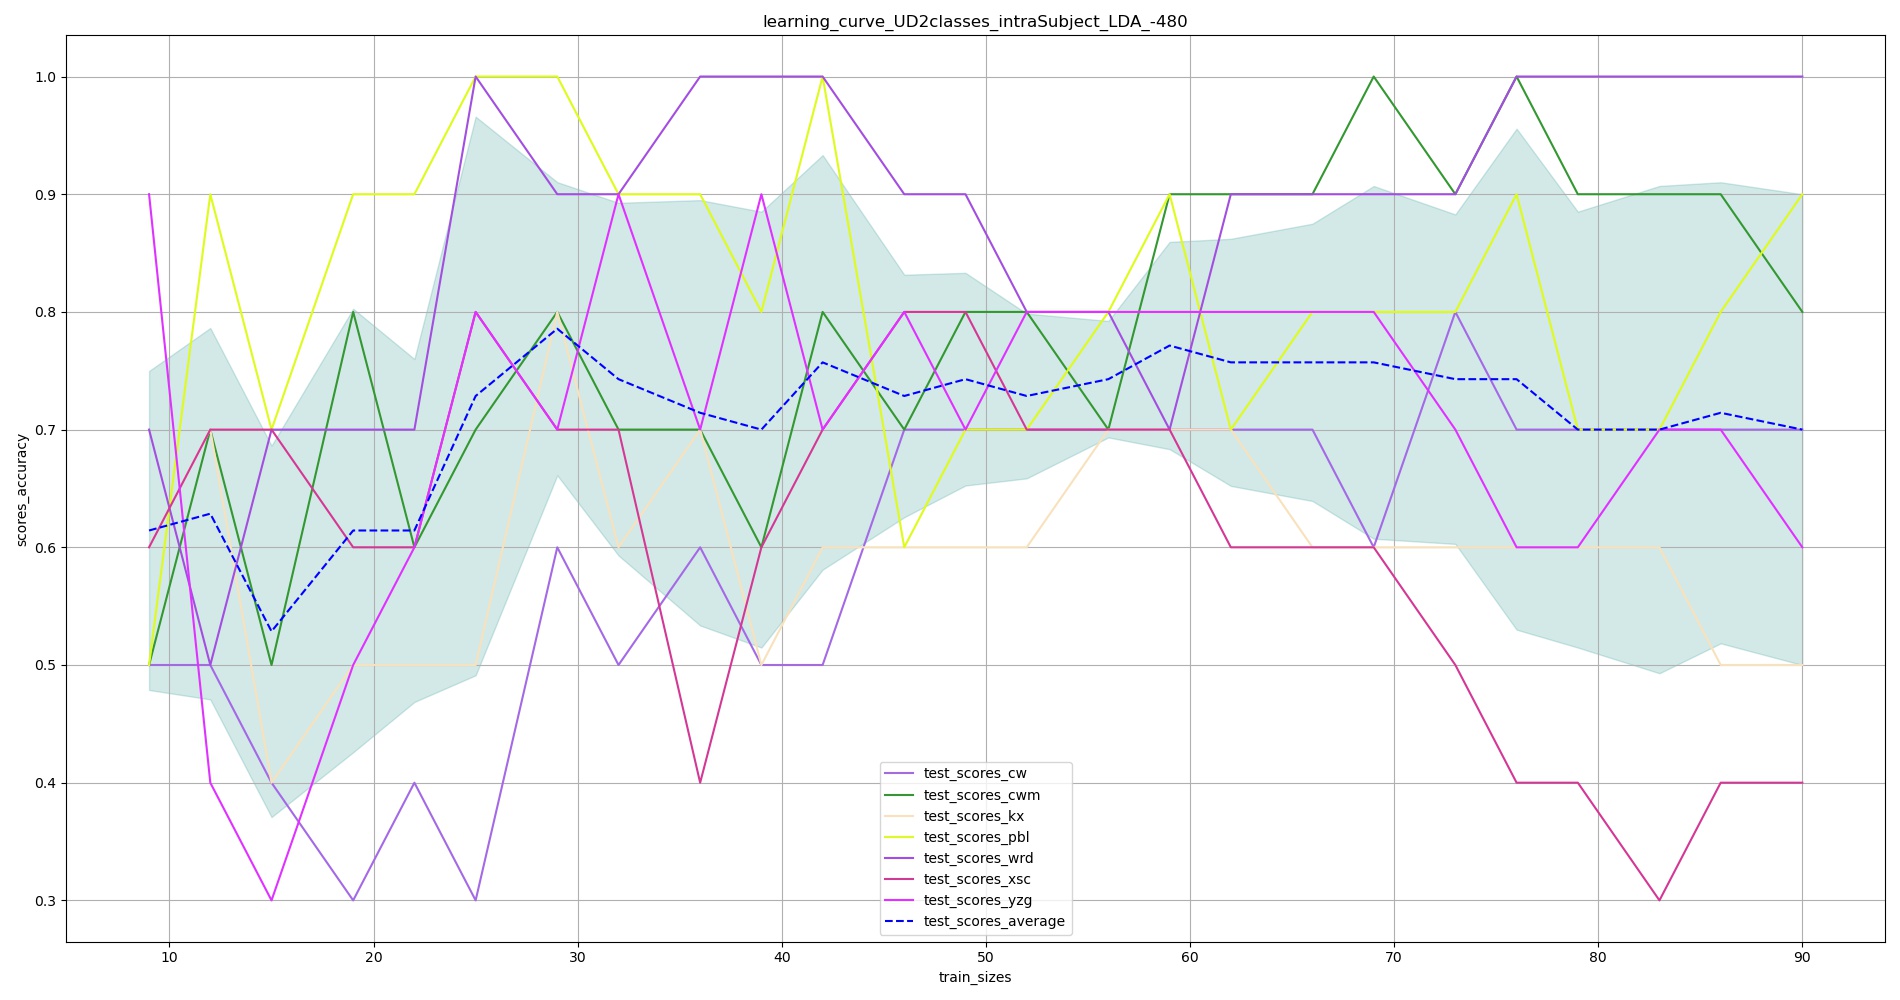 learning_curve_UD2classes_intraSubject_LDA_-480
scores_accuracy
1.0
0.9
0.8
0.7
0.6
0.5
0.4
0.3
test_scores_cw
test_scores_cwm
test_scores_kx
test_scores_pbl
test_scores_wrd
test_scores_xsc
test_scores_yzg
test_scores_average
10 20 30 40 50 60 70 80 90
train_sizes